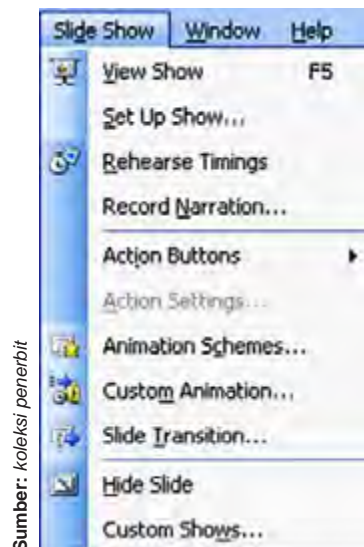 Slide Show Window Help
View Show F5
Set Up Show...
Rehearse Timings
Record Narration...
Action Buttons
Action Settings...
Animation Schemes...
Custom Animation...
Slide Transition...
Hide Slide
Custom Shows...
Sumber: koleksi penerbit